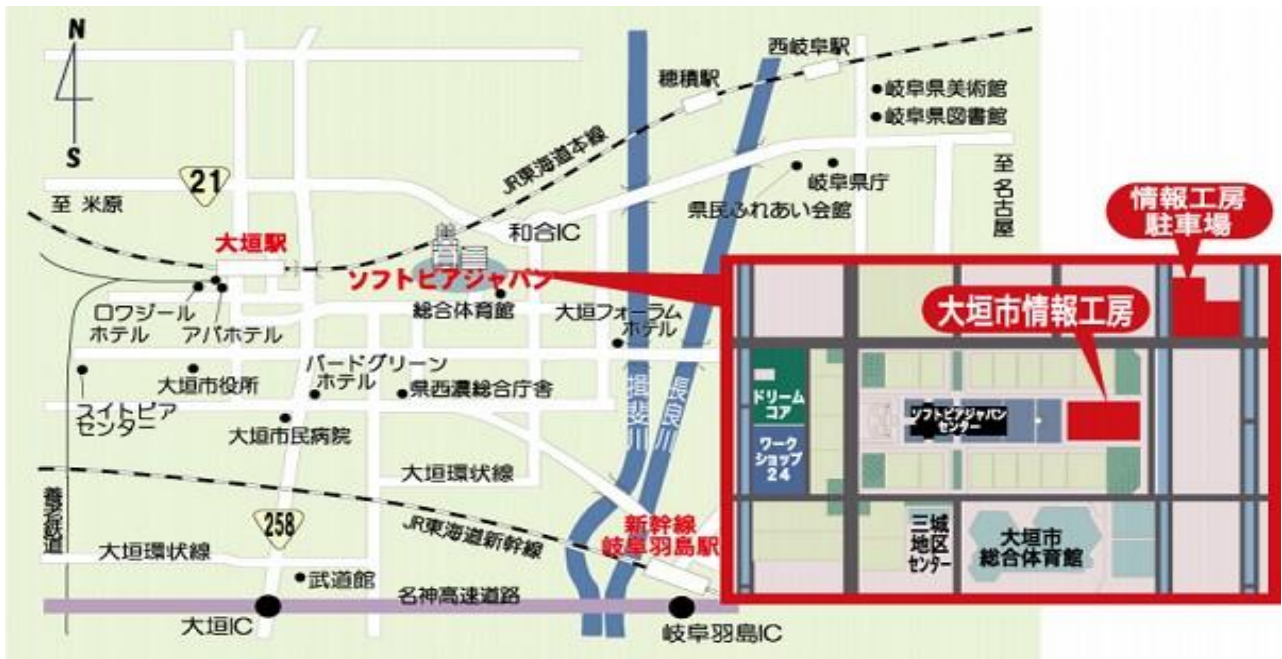 N
S
西岐阜駅
穂積駅
岐阜県美術館
岐阜県図書館
JR東海道本線
21
至 米原
至 名古屋
岐阜県庁
県民ふれあい会館
大垣駅
和合IC
ソフトピアジャパン
総合体育館
ロワジール
ホテル
アパホテル
大垣フォーラム
ホテル
大垣市役所
バードグリーン
ホテル
県西濃総合庁舎
スイトピア
センター
大垣市民病院
揖斐川
長良川
大垣環状線
養老鉄道
258
JR東海道新幹線
新幹線
岐阜羽島駅
大垣環状線
武道館
名神高速道路
大垣IC
岐阜羽島IC
情報工房
駐車場
大垣市情報工房
ドリーム
コア
ソフトピアジャパン
センター
ワーク
ショップ
24
三城
地区
センター
大垣市
総合体育館